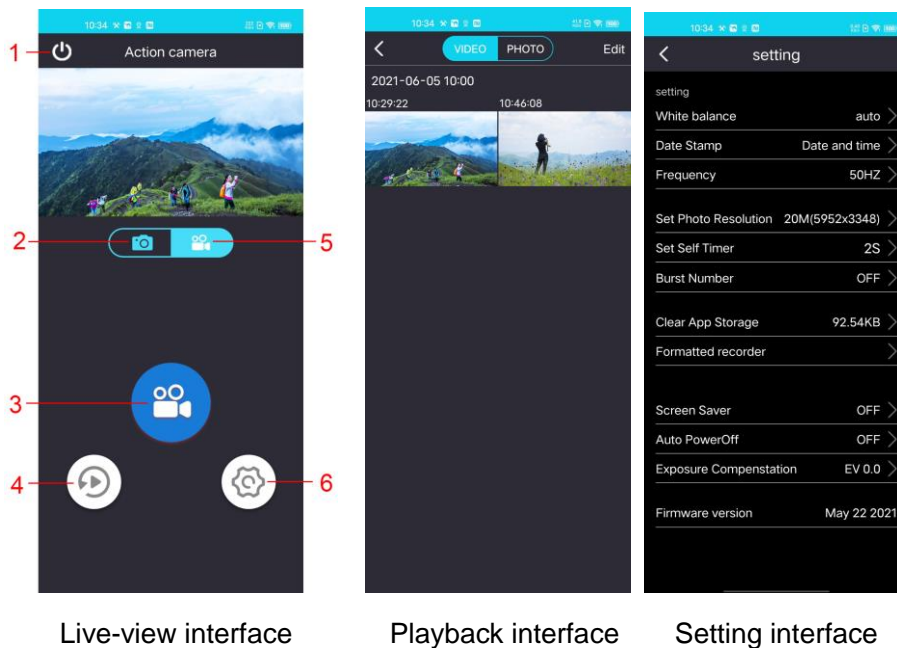 10:34
1
Action camera
2
5
3
4
6
Live-view interface
10:34
VIDEO PHOTO Edit
2021-06-05 10:00
10:29:22 10:46:08
Playback interface
10:34
setting
setting
White balance auto
Date Stamp Date and time
Frequency 50HZ
Set Photo Resolution 20M(5952x3348)
Set Self Timer 2S
Burst Number OFF
Clear App Storage 92.54KB
Formatted recorder
Screen Saver OFF
Auto PowerOff OFF
Exposure Compenstation EV 0.0
Firmware version May 22 2021
Setting interface